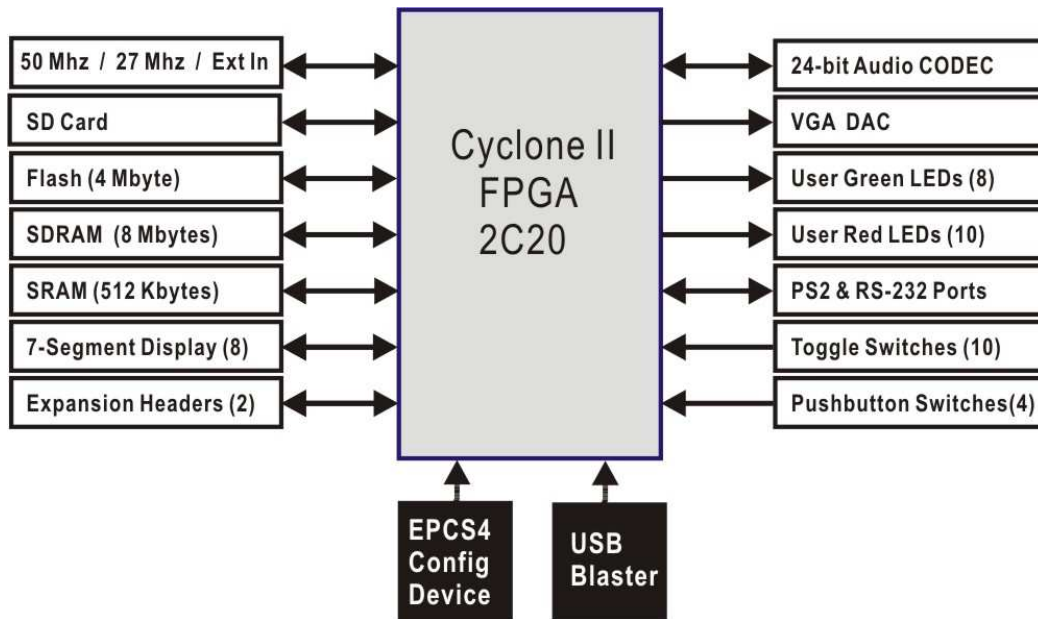 50 Mhz / 27 Mhz / Ext In
SD Card
Flash (4 Mbyte)
SDRAM (8 Mbytes)
SRAM (512 Kbytes)
7-Segment Display (8)
Expansion Headers (2)
Cyclone II
FPGA
2C20
24-bit Audio CODEC
VGA DAC
User Green LEDs (8)
User Red LEDs (10)
PS2 & RS-232 Ports
Toggle Switches (10)
Pushbutton Switches(4)
EPCS4
Config
Device
USB
Blaster